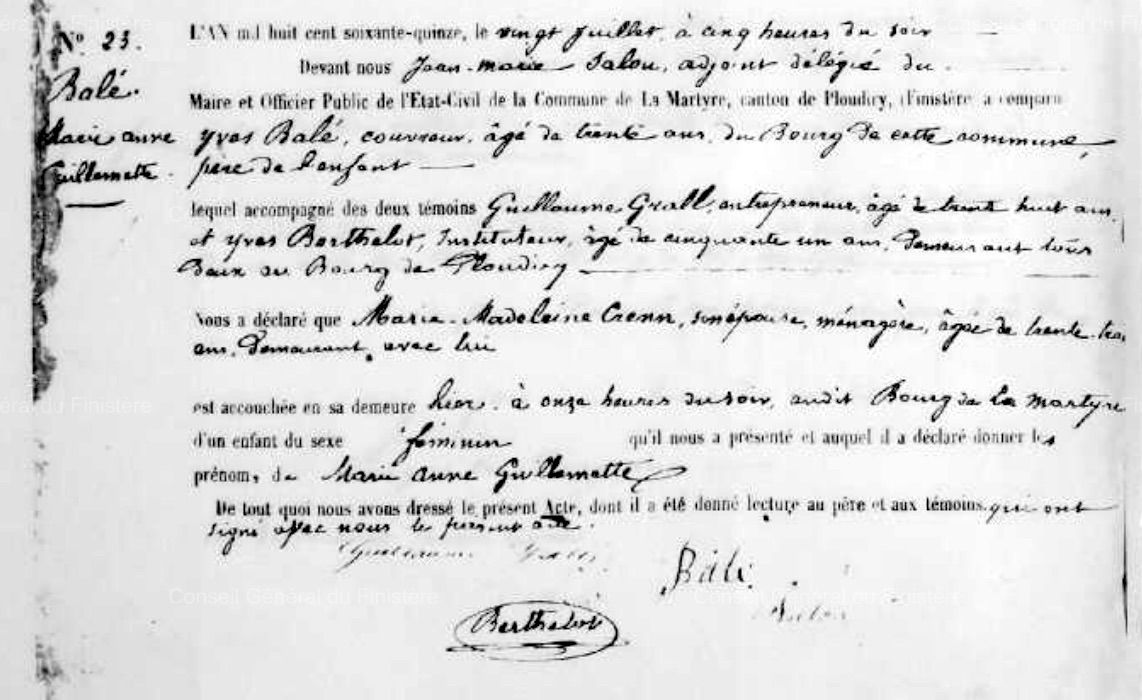 N° 23.
Balé.
Marie anne
Guillemette.
L'AN mil huit cent soixante-quinze, le vingt juillet, à cinq heures du soir
Devant nous Jean-marie Salou, adjoint délégué du
Maire et Officier Public de l'Etat-Civil de la Commune de La Martyre, canton de Ploudiry, (Finistère a comparu
Yves Balé, couvreur, âgé de trente ans, du Bourg de cette commune,
père de l'enfant
lequel accompagné des deux témoins Guillaume Grall, entrepreneur, âgé de trente huit ans,
et Yves Berthelot, Instituteur, âgé de cinquante un ans, demeurant tous
deux au Bourg de Ploudiry
Nous a déclaré que Marie-Madeleine Crenn, son épouse, ménagère, âgée de trente-trois
ans, demeurant avec lui
est accouchée en sa demeure hier, à onze heures du soir, audit Bourg de La Martyre
d'un enfant du sexe féminin qu'il nous a présenté et auquel il a déclaré donner les
prénoms de Marie anne Guillemette
De tout quoi nous avons dressé le présent Acte, dont il a été donné lecture au père et aux témoins qui ont
signé avec nous le présent acte.
Guillaume Grall
Balé
Salou
Berthelot
Conseil Général du Finistère